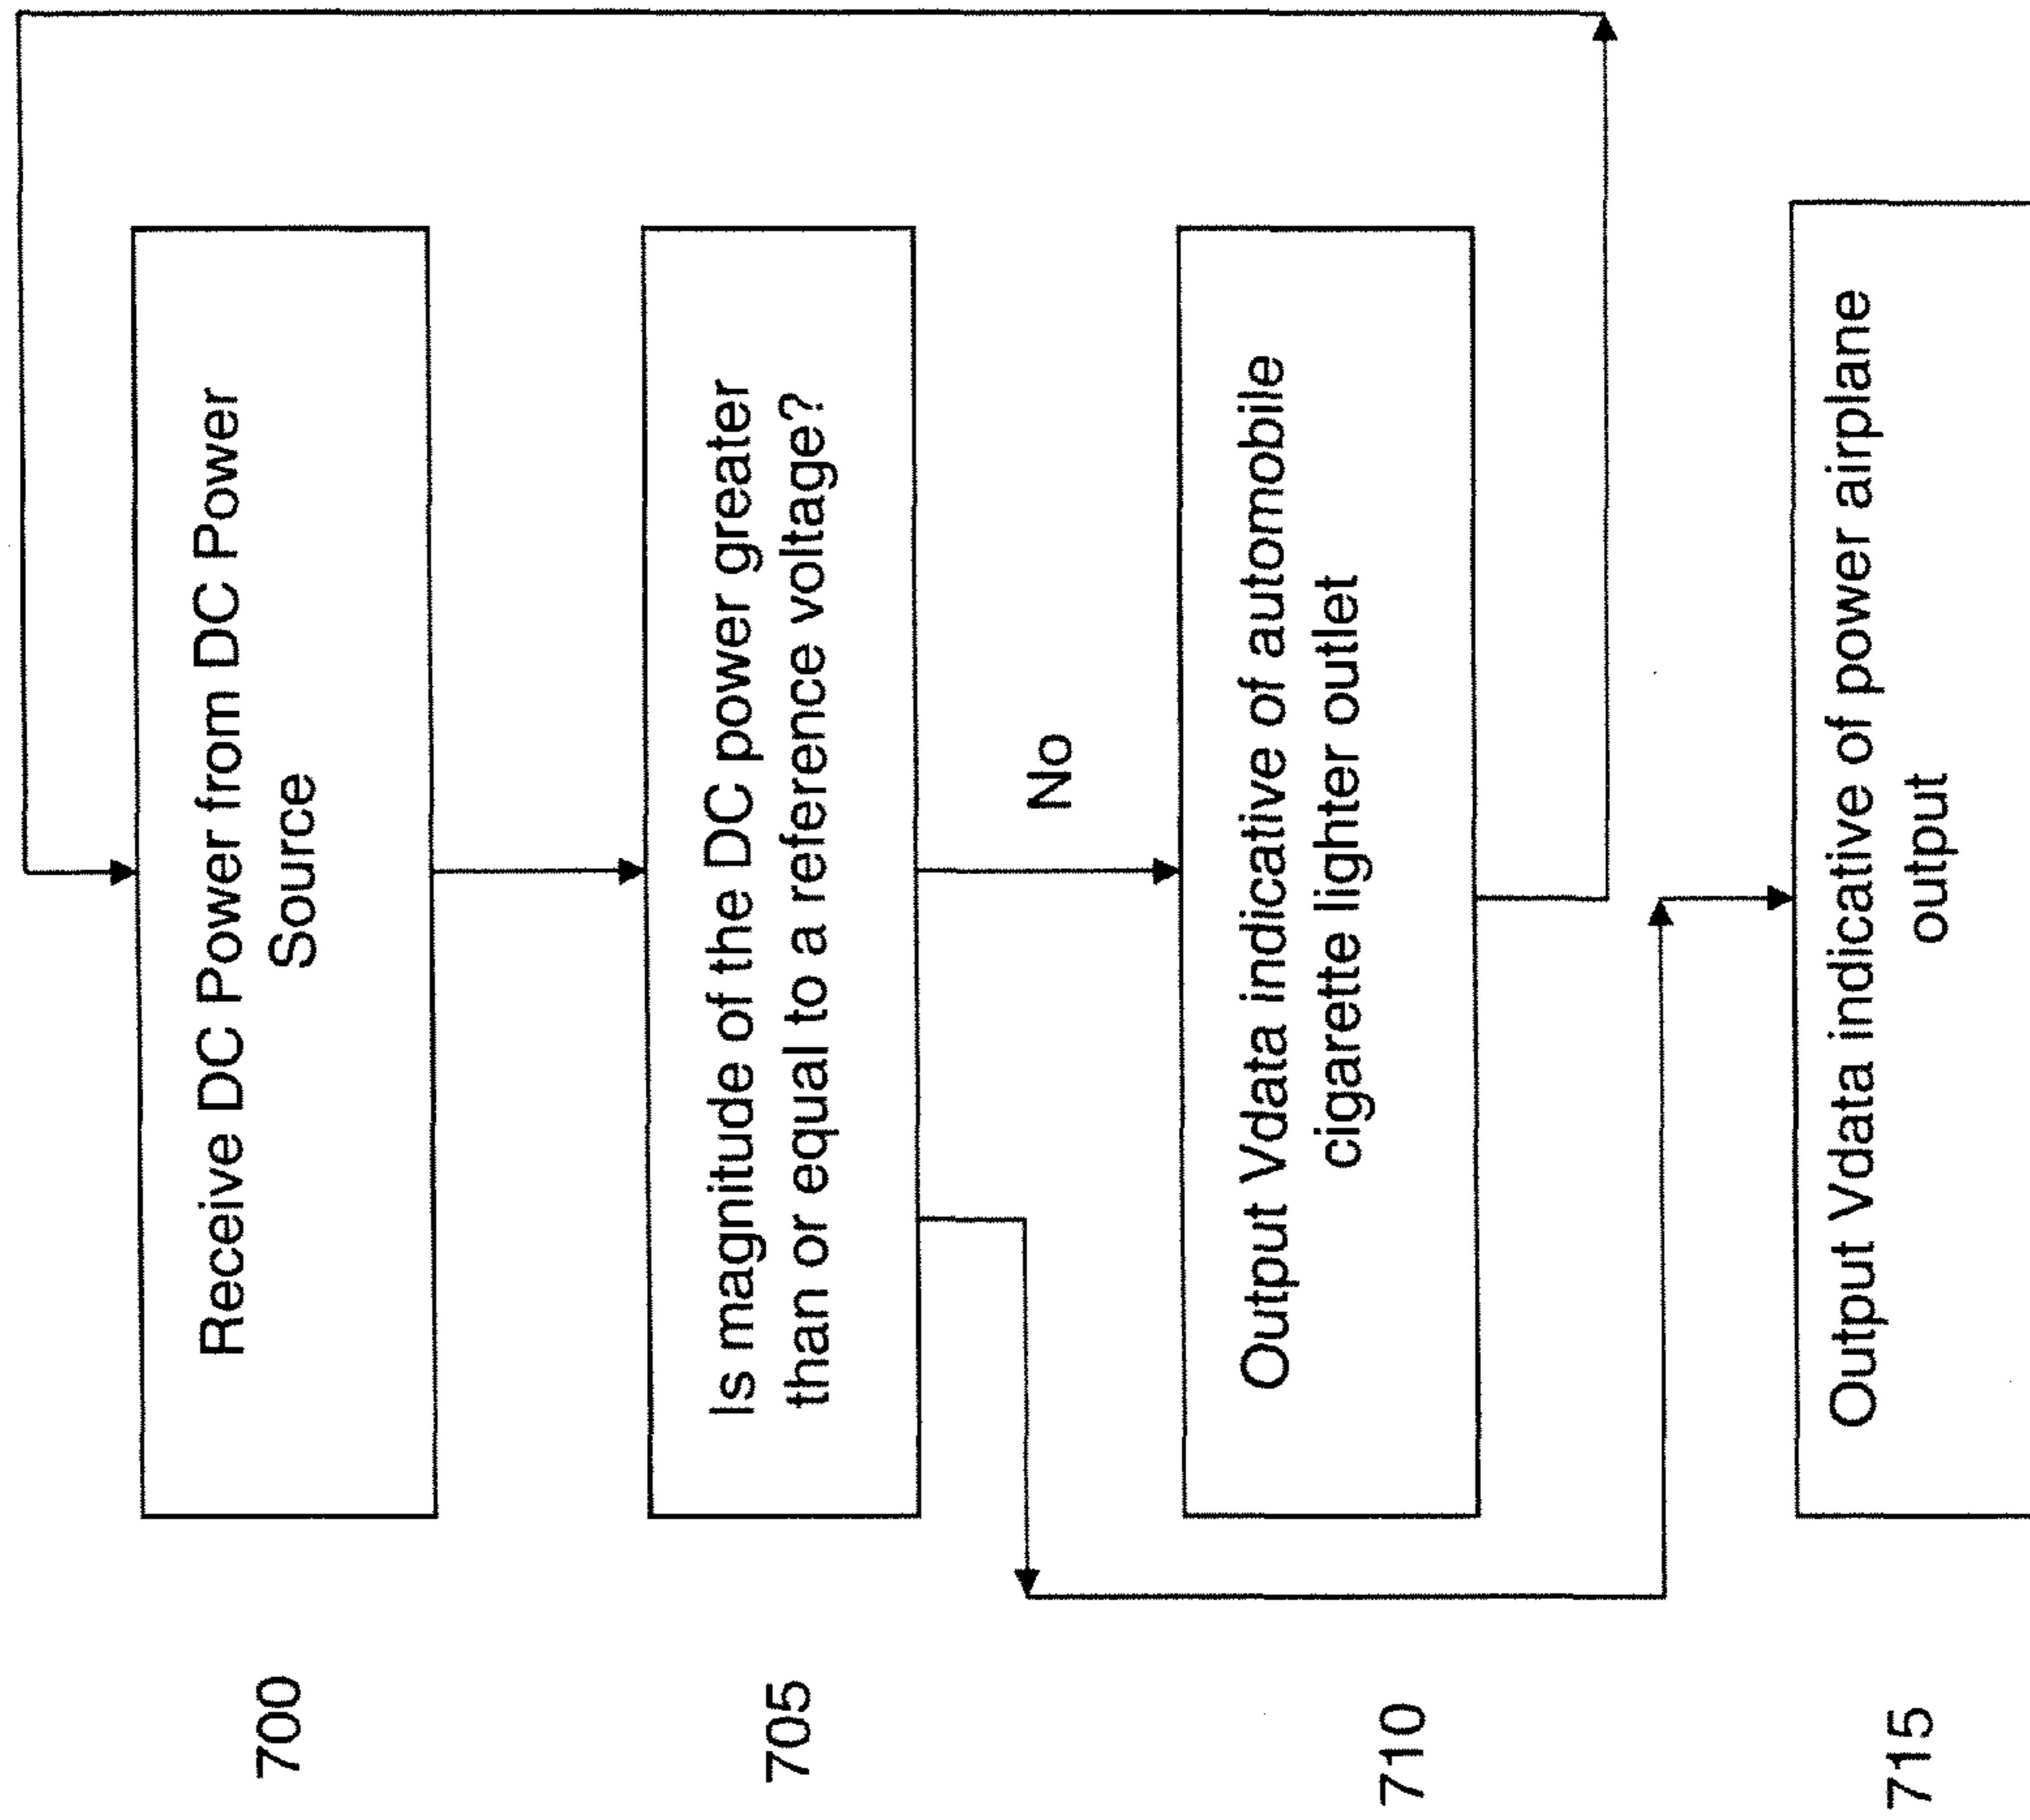 700
Receive DC Power from DC Power
Source
705
Is magnitude of the DC power greater
than or equal to a reference voltage?
No
710
Output Vdata indicative of automobile
cigarette lighter outlet
715
Output Vdata indicative of power airplane
output